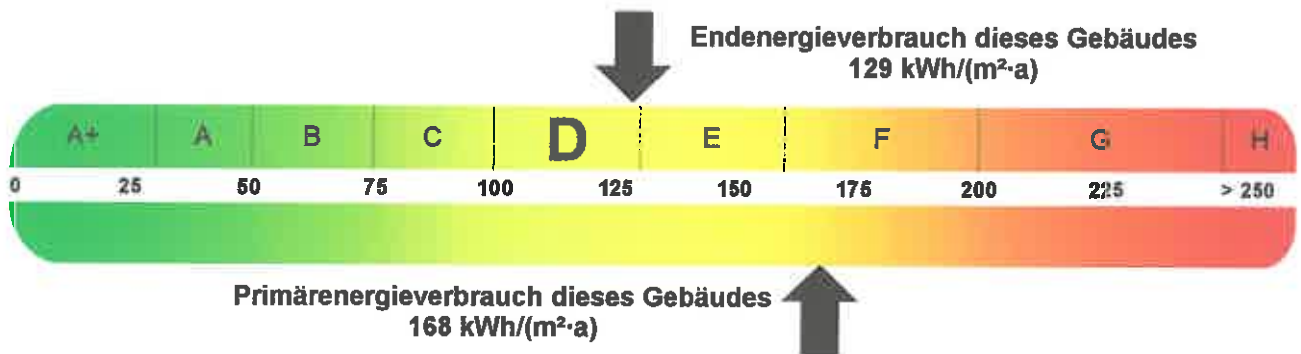 Endenergieverbrauch dieses Gebäudes
129 kWh/(m²·a)
A+ A B C D E F G H
0 25 50 75 100 125 150 175 200 225 > 250
Primärenergieverbrauch dieses Gebäudes
168 kWh/(m²·a)